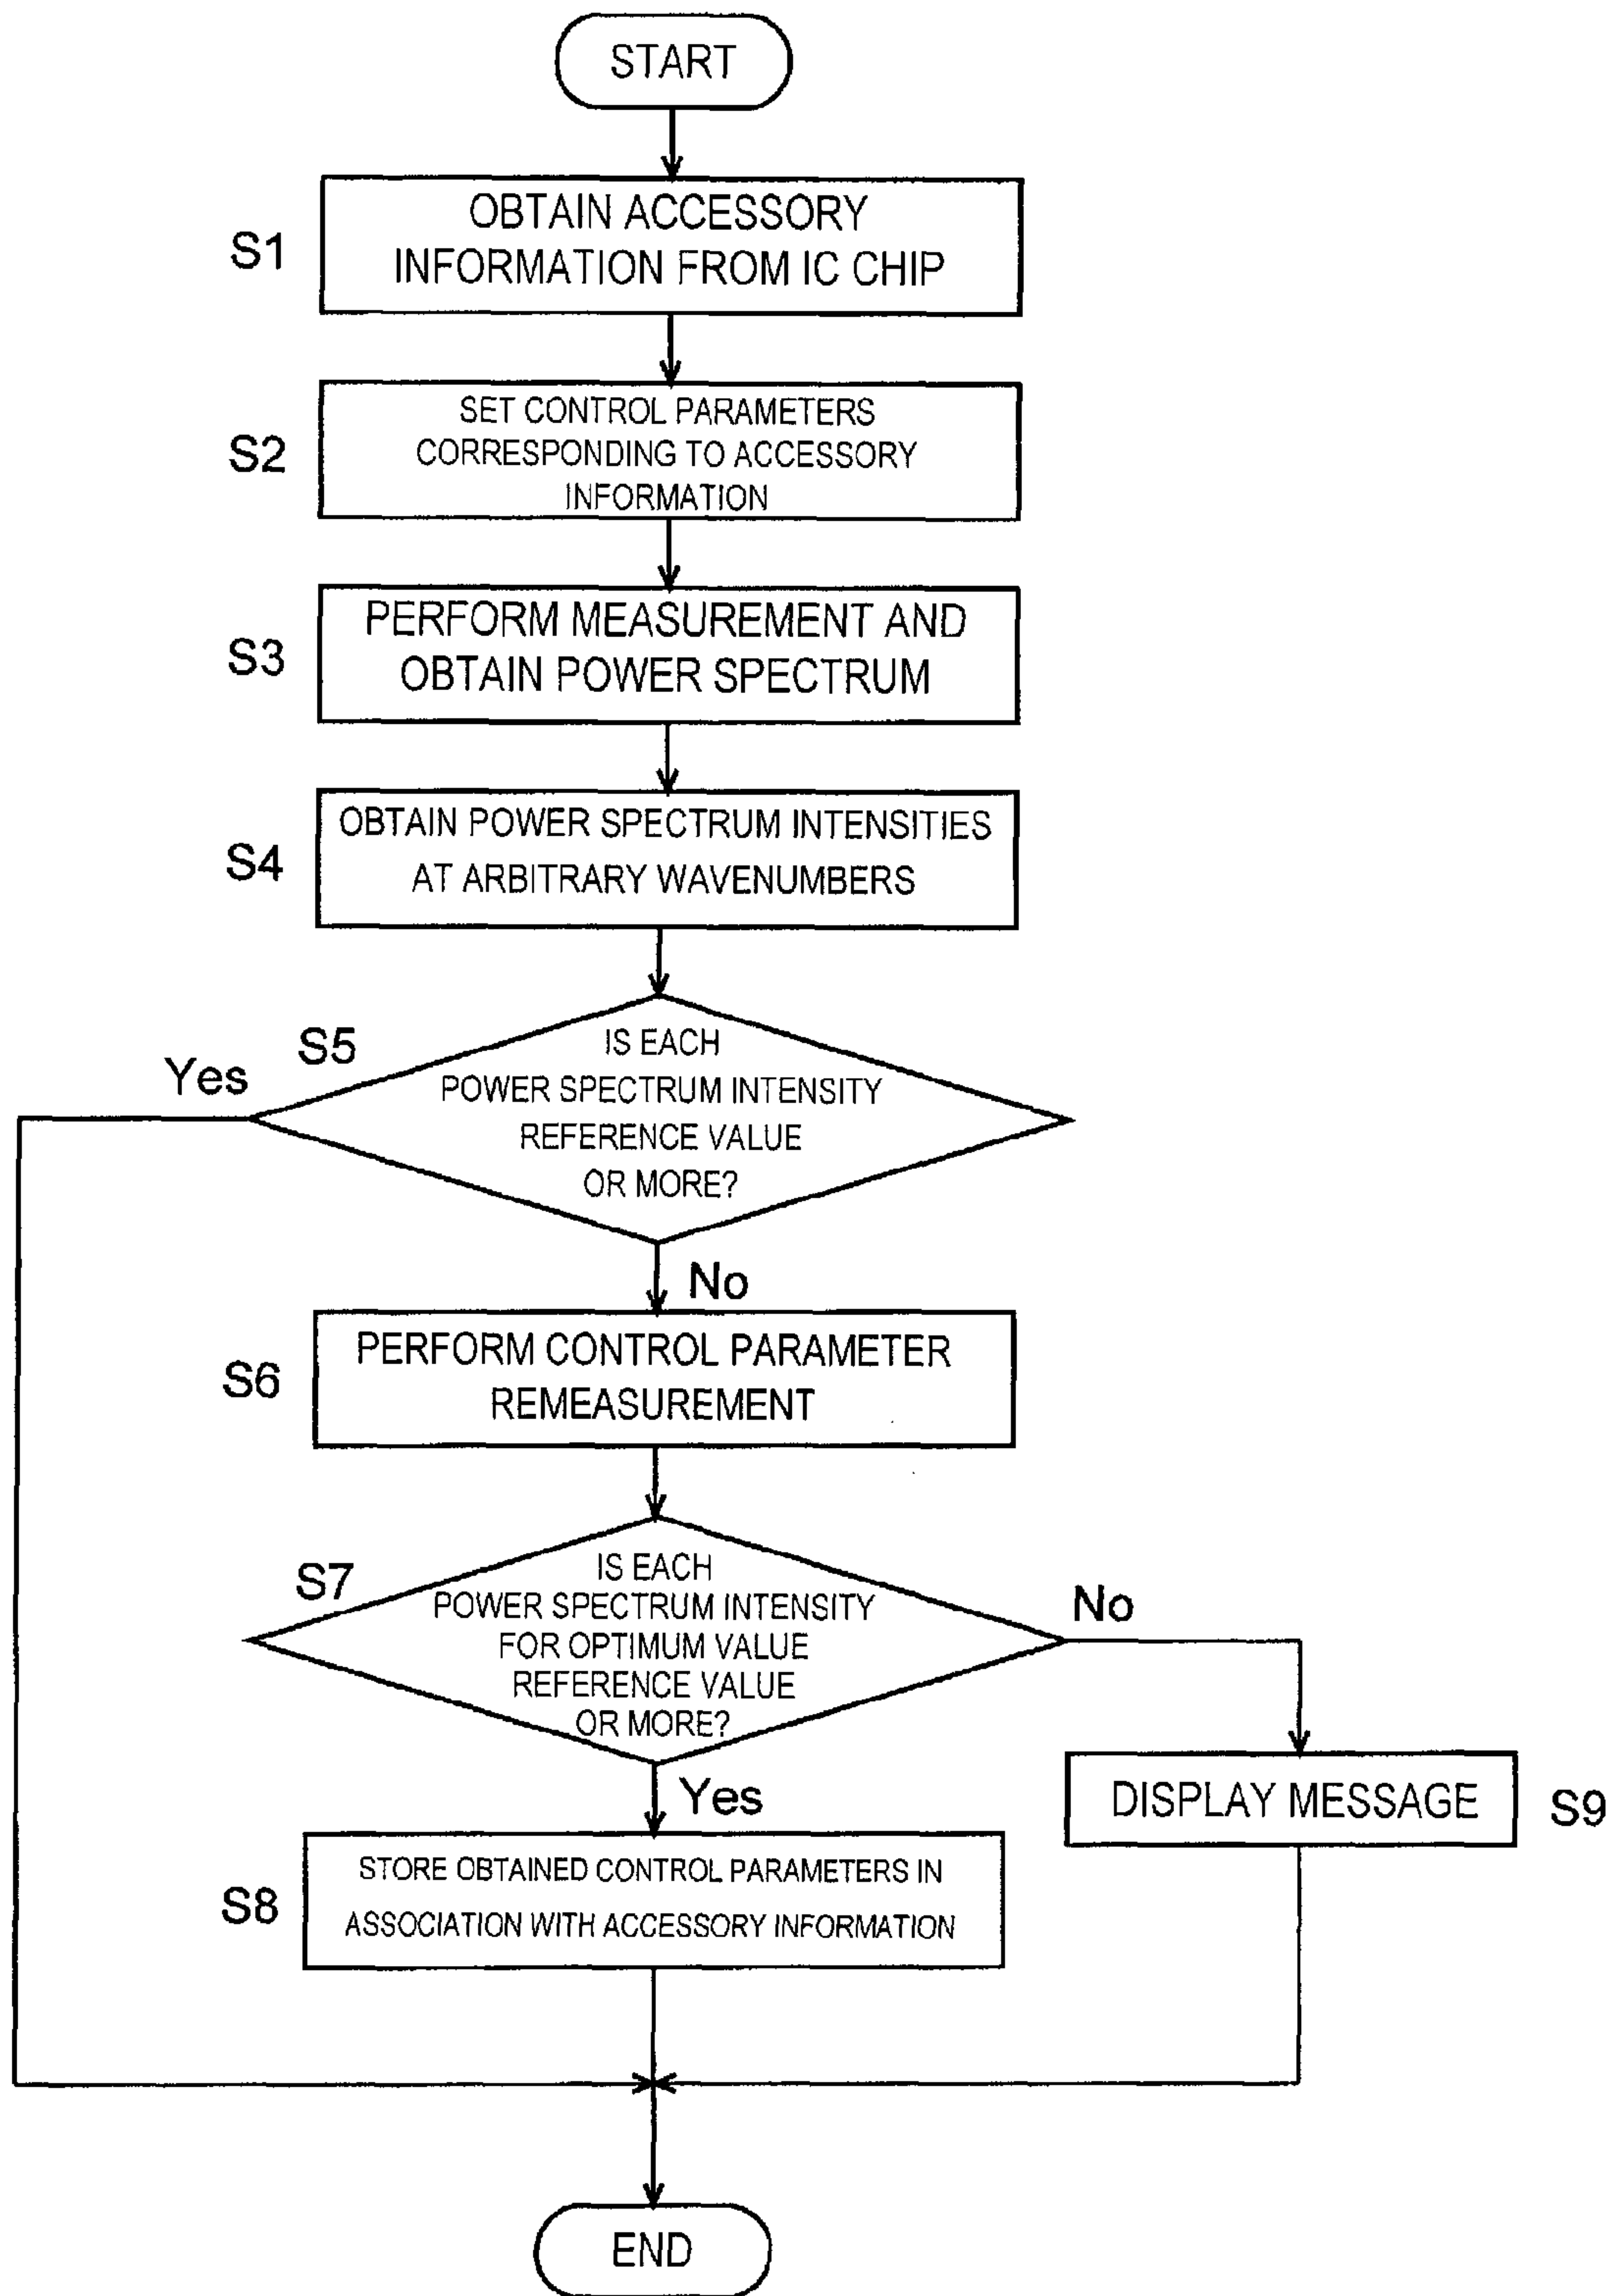 START
S1
OBTAIN ACCESSORY
INFORMATION FROM IC CHIP
S2
SET CONTROL PARAMETERS
CORRESPONDING TO ACCESSORY
INFORMATION
S3
PERFORM MEASUREMENT AND
OBTAIN POWER SPECTRUM
S4
OBTAIN POWER SPECTRUM INTENSITIES
AT ARBITRARY WAVENUMBERS
S5
Yes
IS EACH
POWER SPECTRUM INTENSITY
REFERENCE VALUE
OR MORE?
No
S6
PERFORM CONTROL PARAMETER
REMEASUREMENT
S7
IS EACH
POWER SPECTRUM INTENSITY
FOR OPTIMUM VALUE
REFERENCE VALUE
OR MORE?
No
Yes
DISPLAY MESSAGE
S9
S8
STORE OBTAINED CONTROL PARAMETERS IN
ASSOCIATION WITH ACCESSORY INFORMATION
END